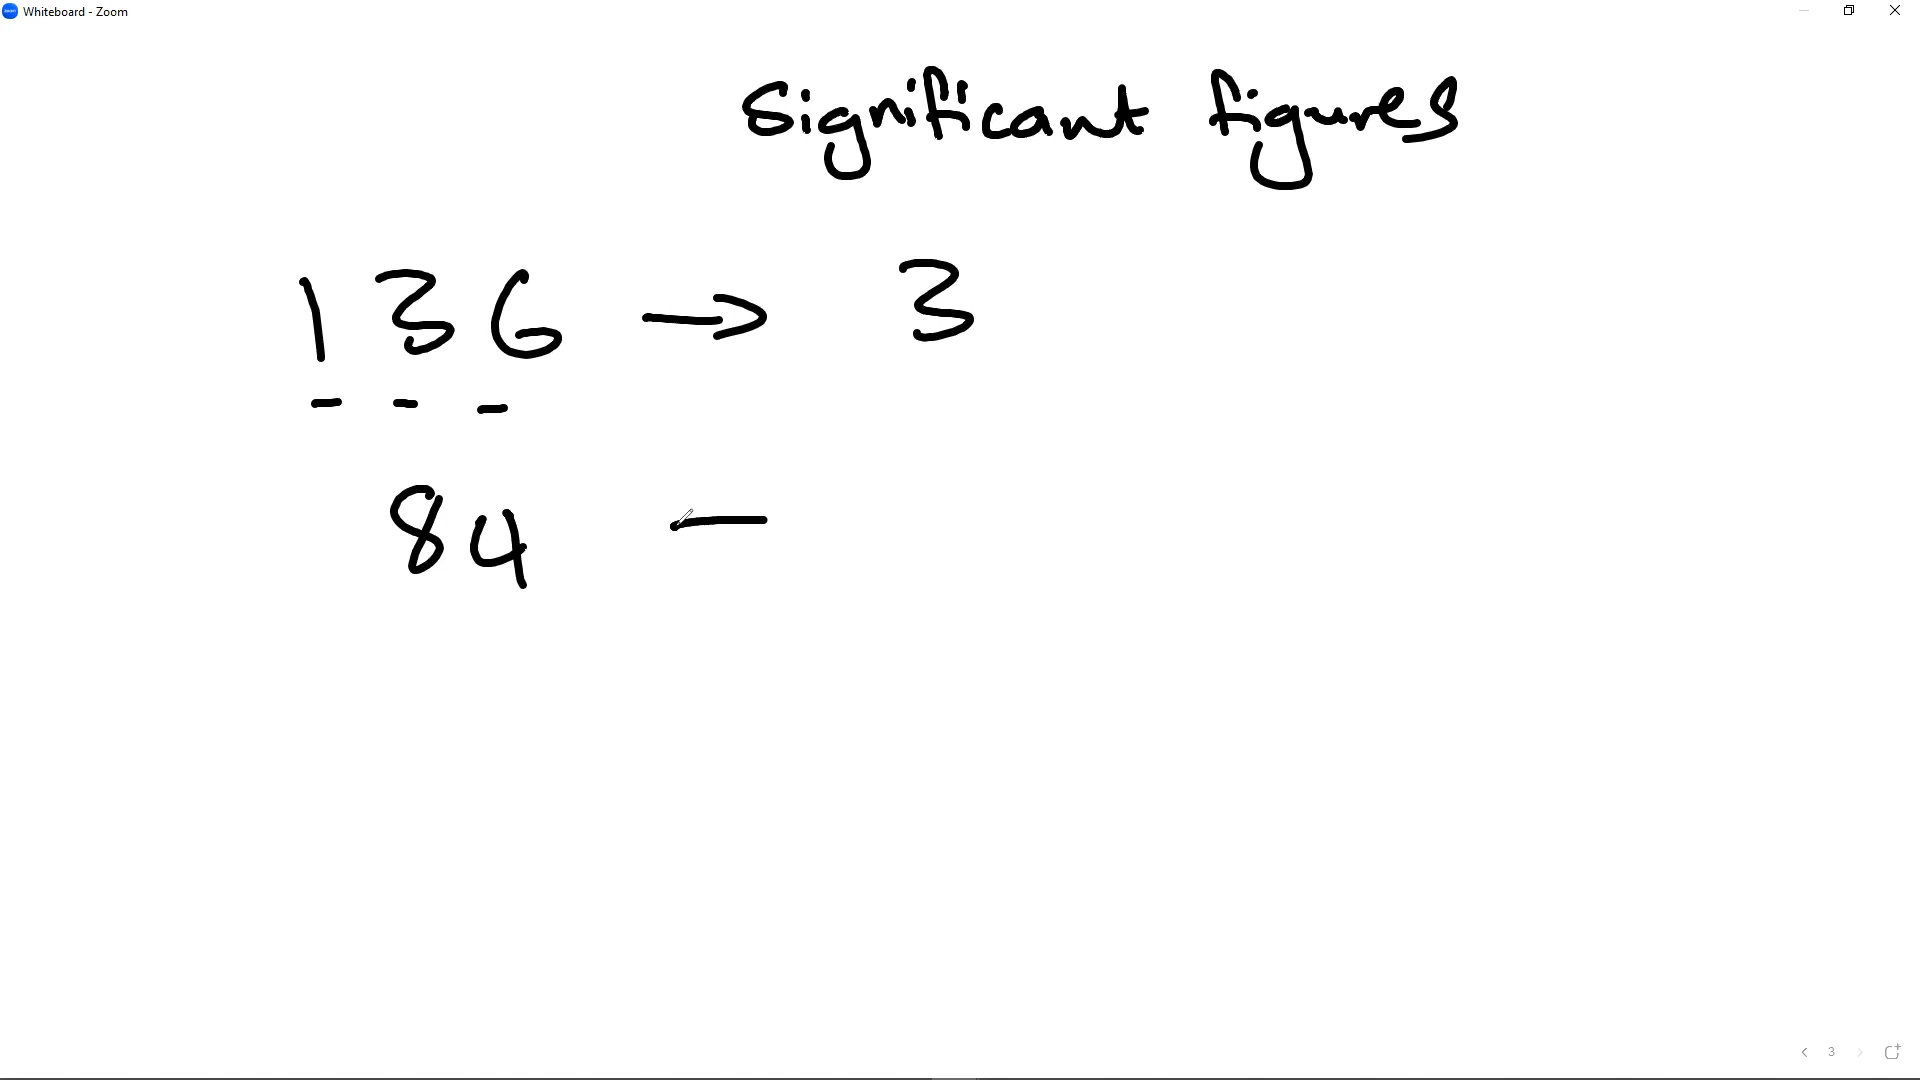 Whiteboard - Zoom
Significant figures
136 → 3
84 —
3